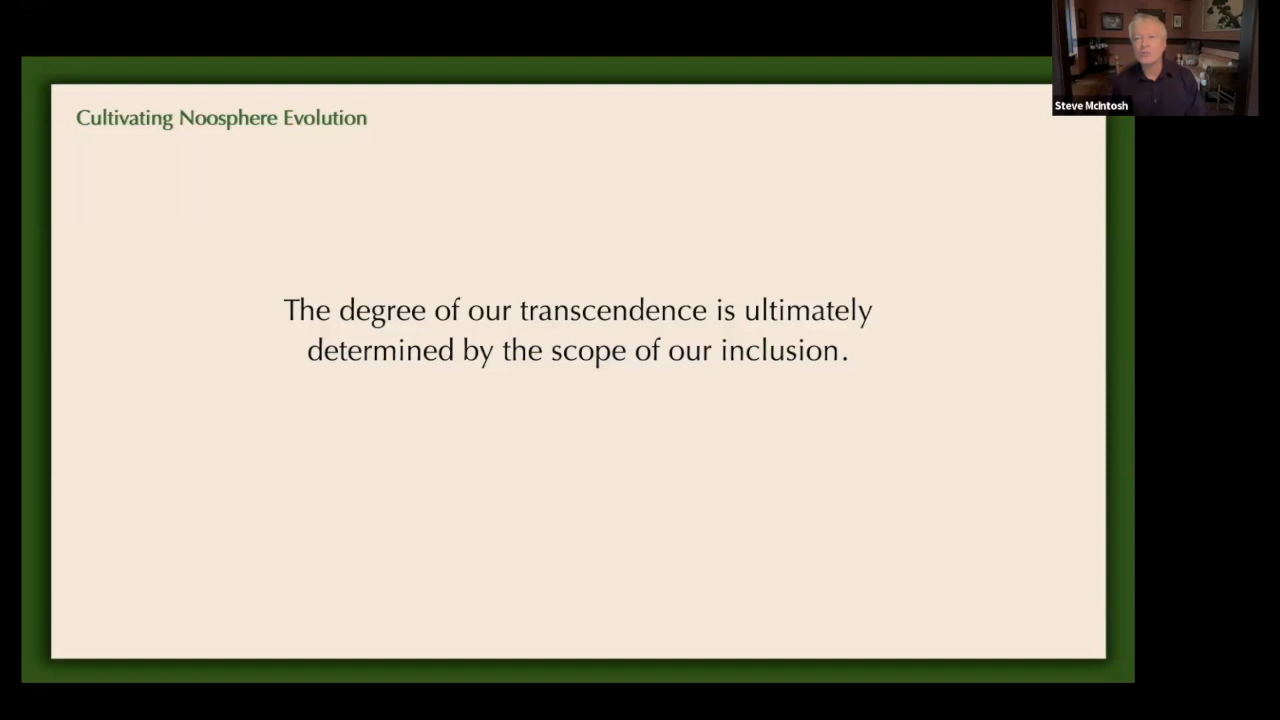 Steve McIntosh
Cultivating Noosphere Evolution
The degree of our transcendence is ultimately
determined by the scope of our inclusion.